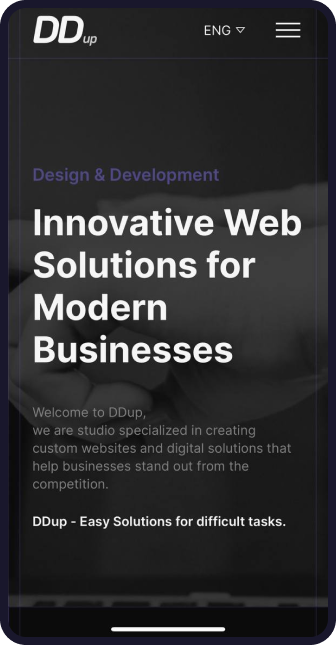 DDup
ENG
Design & Development
Innovative Web
Solutions for
Modern
Businesses
Welcome to DDup,
we are studio specialized in creating
custom websites and digital solutions that
help businesses stand out from the
competition.
DDup - Easy Solutions for difficult tasks.